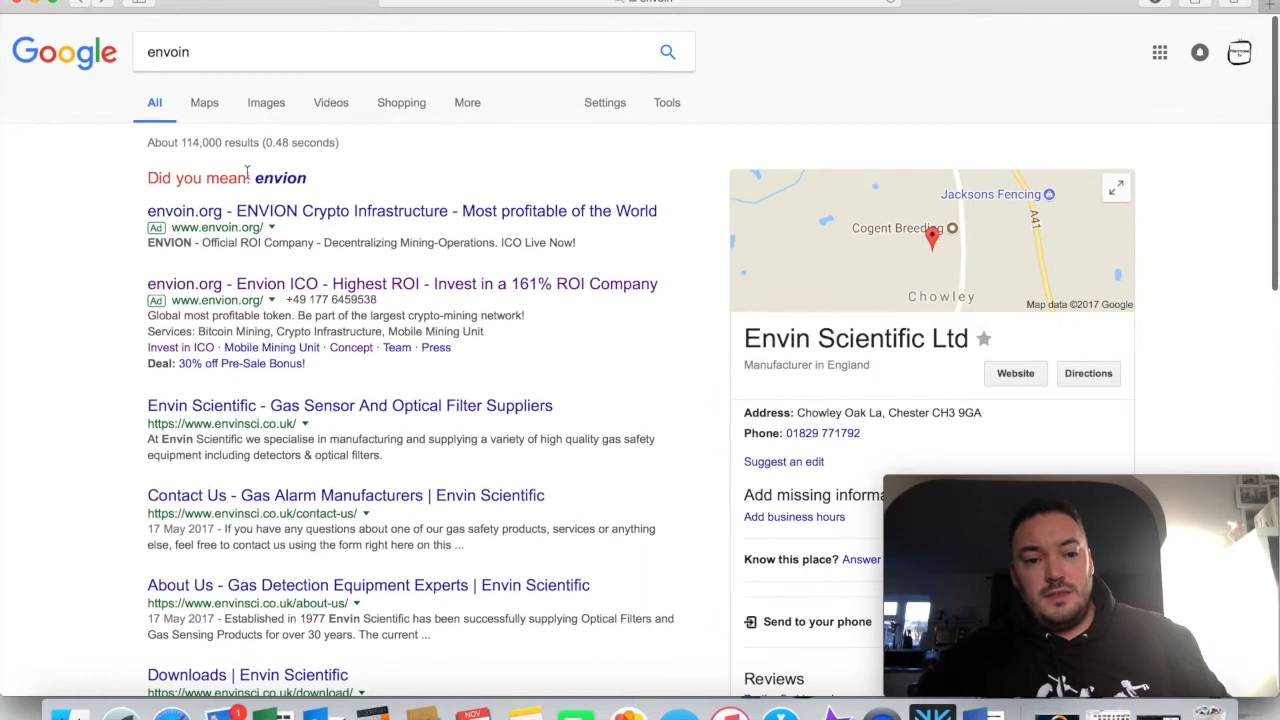 Google
envoin
All Maps Images Videos Shopping More Settings Tools
About 114,000 results (0.48 seconds)
Did you mean: envion
envoin.org - ENVION Crypto Infrastructure - Most profitable of the World
Ad www.envoin.org/
ENVION - Official ROI Company - Decentralizing Mining-Operations. ICO Live Now!
envion.org - Envion ICO - Highest ROI - Invest in a 161% ROI Company
Ad www.envion.org/ +49 177 6459538
Global most profitable token. Be part of the largest crypto-mining network!
Services: Bitcoin Mining, Crypto Infrastructure, Mobile Mining Unit
Invest in ICO · Mobile Mining Unit · Concept · Team · Press
Deal: 30% off Pre-Sale Bonus!
Envin Scientific - Gas Sensor And Optical Filter Suppliers
https://www.envinsci.co.uk/
At Envin Scientific we specialise in manufacturing and supplying a variety of high quality gas safety
equipment including detectors & optical filters.
Contact Us - Gas Alarm Manufacturers | Envin Scientific
https://www.envinsci.co.uk/contact-us/
17 May 2017 - If you have any questions about one of our gas safety products, services or anything
else, feel free to contact us using the form right here on this ...
About Us - Gas Detection Equipment Experts | Envin Scientific
https://www.envinsci.co.uk/about-us/
17 May 2017 - Established in 1977 Envin Scientific has been successfully supplying Optical Filters and
Gas Sensing Products for over 30 years. The current ...
Downloads | Envin Scientific
https://www.envinsci.co.uk/download/
Jacksons Fencing
Cogent Breeding
A41
Chowley
Map data ©2017 Google
Envin Scientific Ltd
Manufacturer in England
Website Directions
Address: Chowley Oak La, Chester CH3 9GA
Phone: 01829 771792
Suggest an edit
Add missing informa
Add business hours
Know this place? Answer
Send to your phone
Reviews
1
NOV